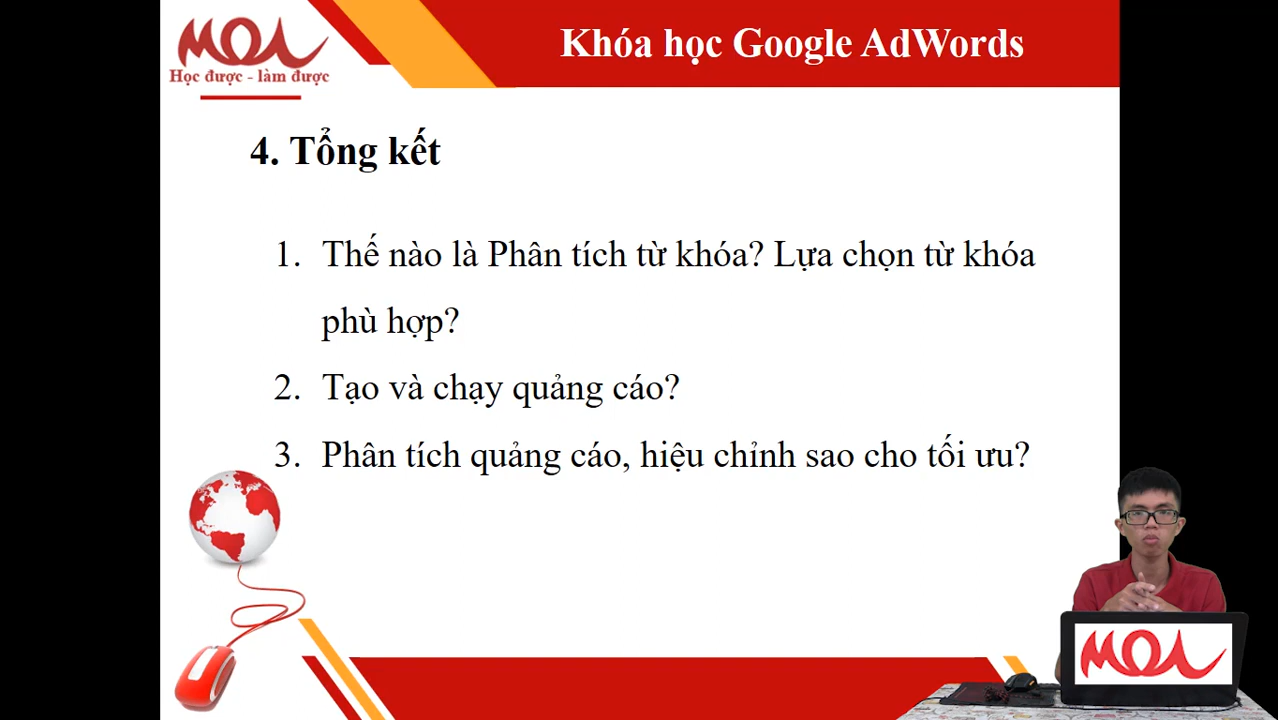 MOA
Học được - làm được
Khóa học Google AdWords
4. Tổng kết
1. Thế nào là Phân tích từ khóa? Lựa chọn từ khóa
phù hợp?
2. Tạo và chạy quảng cáo?
3. Phân tích quảng cáo, hiệu chỉnh sao cho tối ưu?
MOA